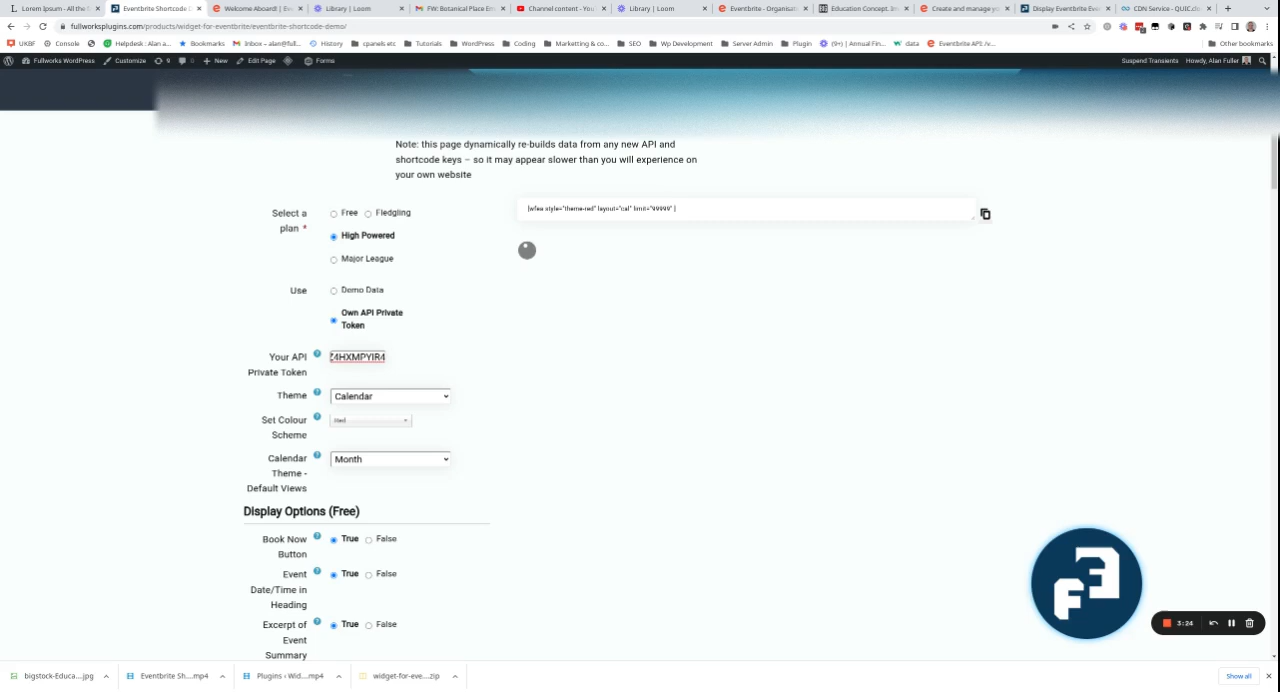 Lorem Ipsum - All the
Eventbrite Shortcode
Welcome Aboard! | Ev
Library | Loom
FW: Botanical Place En
Channel content - You
Library | Loom
Eventbrite - Organisat
Education Concept. Im
Create and manage yo
Display Eventbrite Eve
CDN Service - QUIC.cl
fullworksplugins.com/products/widget-for-eventbrite/eventbrite-shortcode-demo/
UKBF
Console
Helpdesk : Alan a...
Bookmarks
Inbox – alan@full...
History
cpanels etc
Tutorials
WordPress
Coding
Marketing & co...
SEO
Wp Development
Server Admin
Plugin
(9+) | Annual Fin...
data
Eventbrite API /v...
Other bookmarks
Fullworks WordPress
Customize
9
0
New
Edit Page
Forms
Suspend Transients
Howdy, Alan Fuller
Note: this page dynamically re-builds data from any new API and
shortcode keys – so it may appear slower than you will experience on
your own website
Select a
plan *
Free
Fledgling
High Powered
Major League
[wfea style="theme-red" layout="cal" limit="99999" ]
Use
Demo Data
Own API Private
Token
Your API
Private Token
Z4HXMPYIR4
Theme
Calendar
Set Colour
Scheme
Red
Calendar
Theme -
Default Views
Month
Display Options (Free)
Book Now
Button
True
False
Event
Date/Time in
Heading
True
False
Excerpt of
Event
Summary
True
False
3:24
bigstock-Educa....jpg
Eventbrite Sh....mp4
Plugins ‹ Wid....mp4
widget-for-eve....zip
Show all